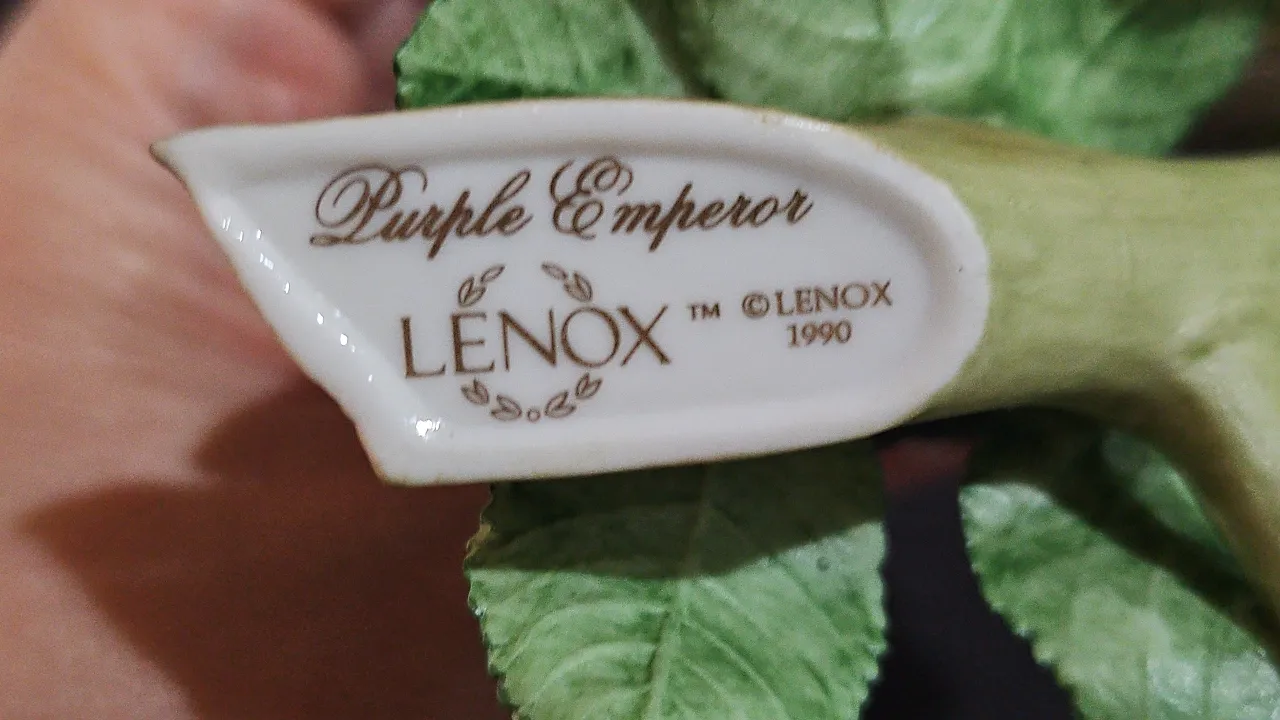 Purple Emperor
LENOX ™
© LENOX
1990